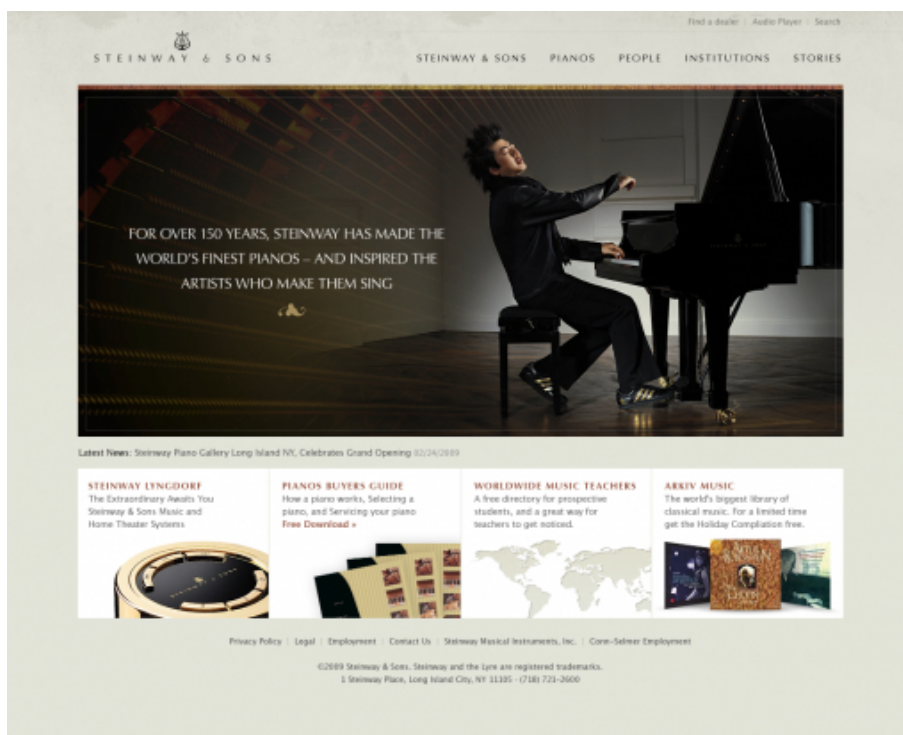 Find a dealer | Audio Player | Search
STEINWAY & SONS
STEINWAY & SONS PIANOS PEOPLE INSTITUTIONS STORIES
FOR OVER 150 YEARS, STEINWAY HAS MADE THE
WORLD'S FINEST PIANOS – AND INSPIRED THE
ARTISTS WHO MAKE THEM SING
STEINWAY & SONS
Latest News: Steinway Piano Gallery Long Island NY, Celebrates Grand Opening 02/24/2009
STEINWAY LYNGDORF
The Extraordinary Awaits You
Steinway & Sons Music and
Home Theater Systems
STEINWAY & SONS
PIANOS BUYERS GUIDE
How a piano works, Selecting a
piano, and Servicing your piano
Free Download »
WORLDWIDE MUSIC TEACHERS
A free directory for prospective
students, and a great way for
teachers to get noticed.
ARKIV MUSIC
The world's biggest library of
classical music. For a limited time
get the Holiday Compliation free.
Privacy Policy | Legal | Employment | Contact Us | Steinway Musical Instruments, Inc. | Conn-Selmer Employment
©2009 Steinway & Sons. Steinway and the Lyre are registered trademarks.
1 Steinway Place, Long Island City, NY 11105 - (718) 721-2600